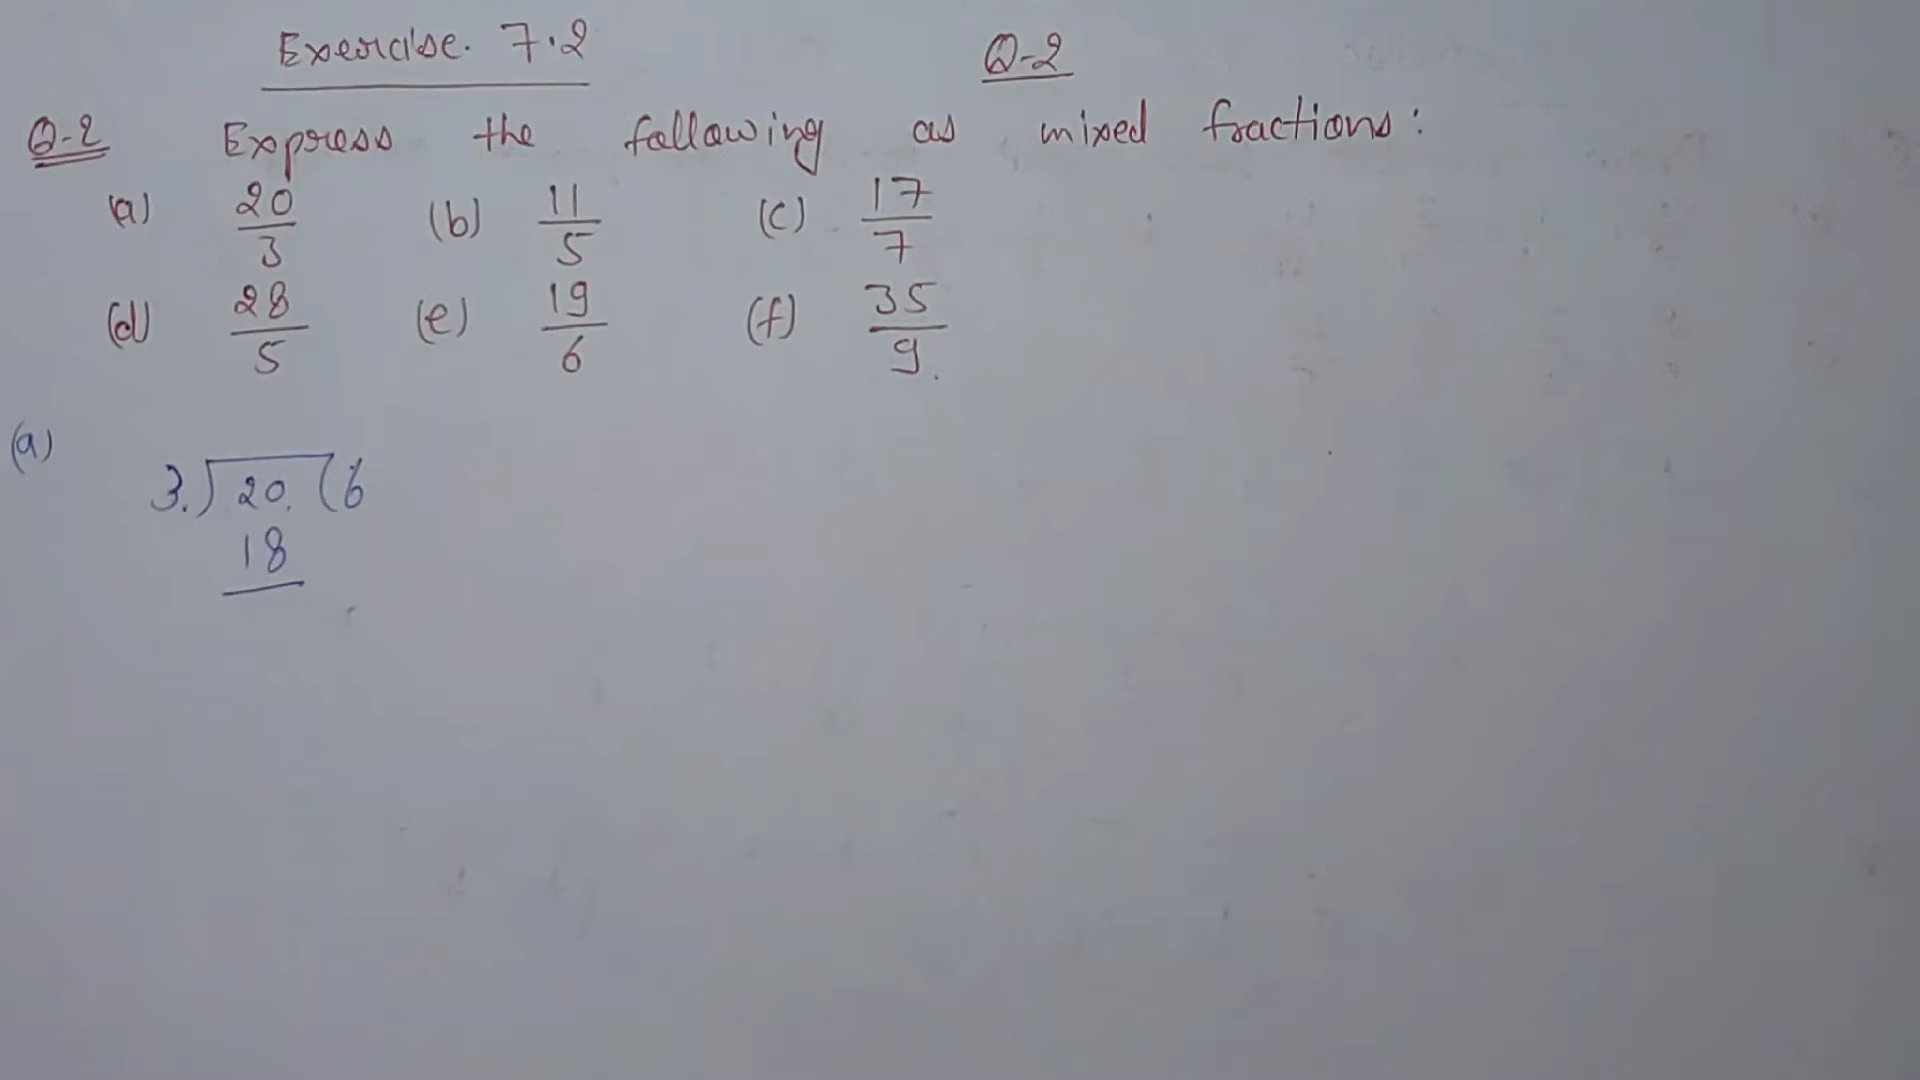 Exercise. 7.2
Q-2
Q-2 Express the following as mixed fractions:
(a) 20/3 (b) 11/5 (c) 17/7
(d) 28/5 (e) 19/6 (f) 35/9.
(a)
3.) 20. (6
18